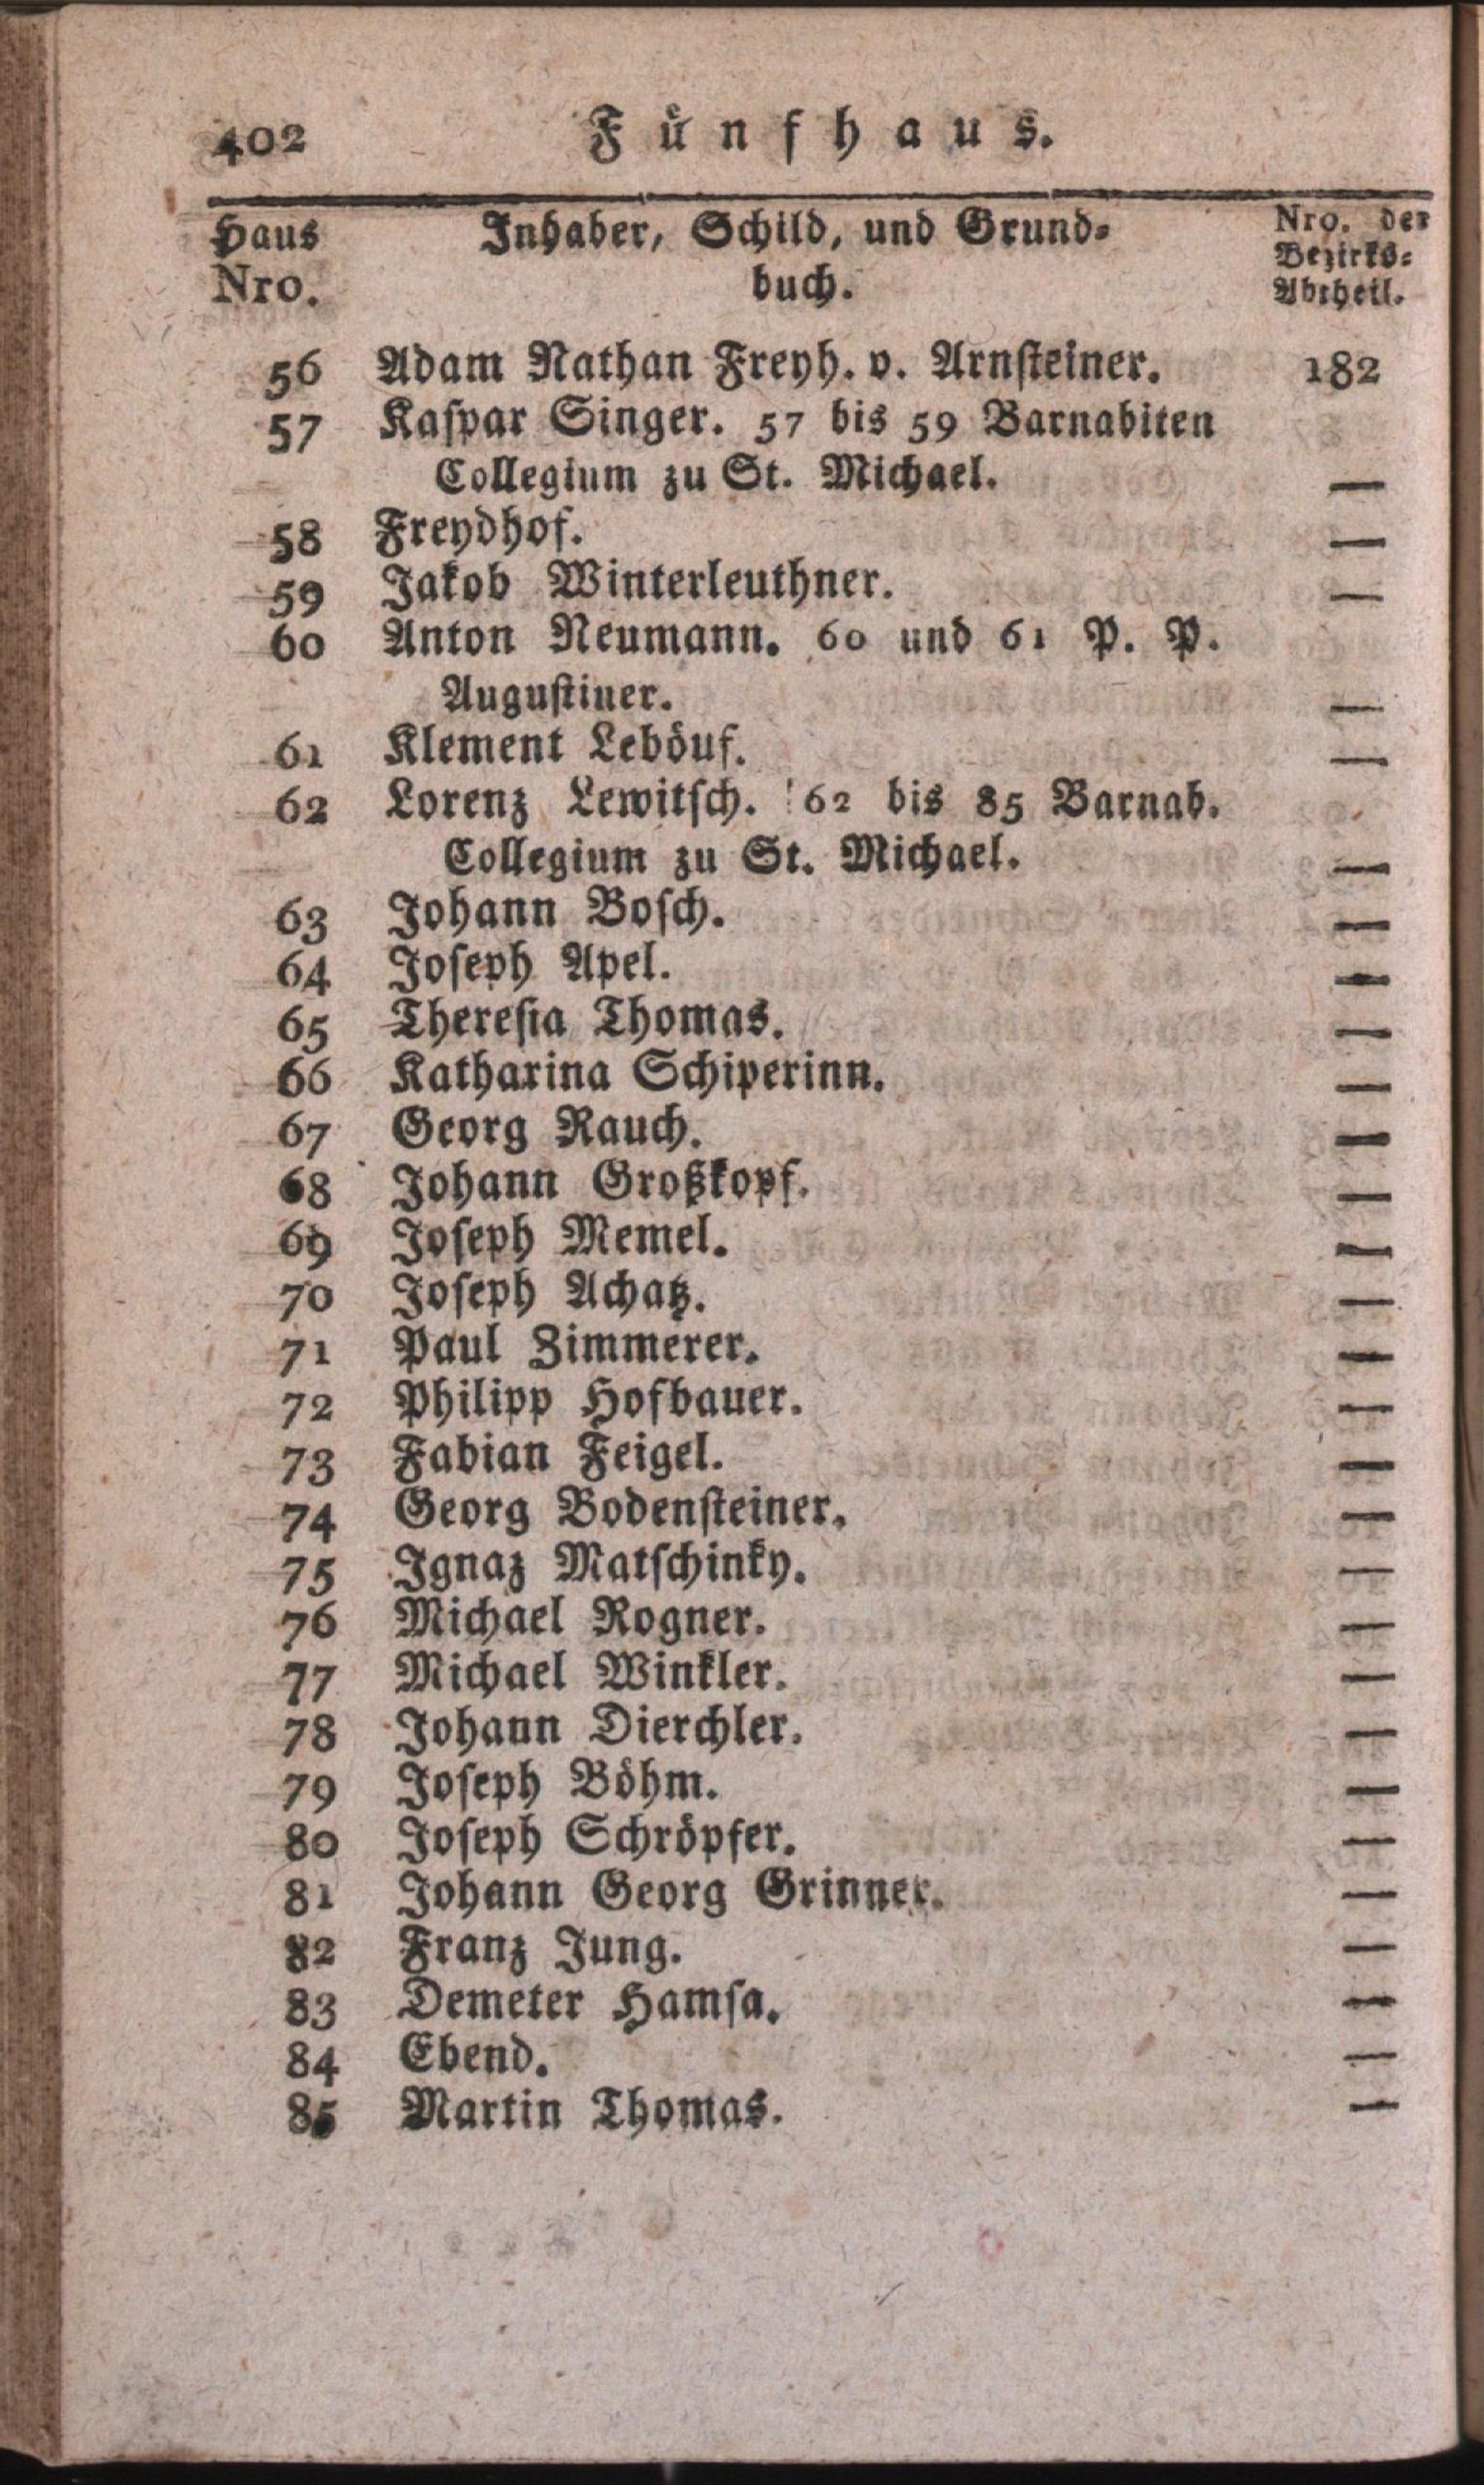 402 Fünfhaus.
Haus Inhaber, Schild, und Grund- Nro. der
Nro. buch. Bezirks-
Abtheil.
56 Adam Nathan Freyh. v. Arnsteiner. 182
57 Kaspar Singer. 57 bis 59 Barnabiten
Collegium zu St. Michael. —
58 Freydhof. —
59 Jakob Winterleuthner. —
60 Anton Neumann. 60 und 61 P. P.
Augustiner. —
61 Klement Leböuf. —
62 Lorenz Lewitsch. 62 bis 85 Barnab.
Collegium zu St. Michael. —
63 Johann Bosch. —
64 Joseph Apel. —
65 Theresia Thomas. —
66 Katharina Schiperinn. —
67 Georg Rauch. —
68 Johann Großkopf. —
69 Joseph Memel. —
70 Joseph Achatz. —
71 Paul Zimmerer. —
72 Philipp Hofbauer. —
73 Fabian Feigel. —
74 Georg Bodensteiner. —
75 Ignaz Matschinky. —
76 Michael Rogner. —
77 Michael Winkler. —
78 Johann Dierchler. —
79 Joseph Böhm. —
80 Joseph Schröpfer. —
81 Johann Georg Grinner. —
82 Franz Jung. —
83 Demeter Hamsa. —
84 Ebend. —
85 Martin Thomas. —